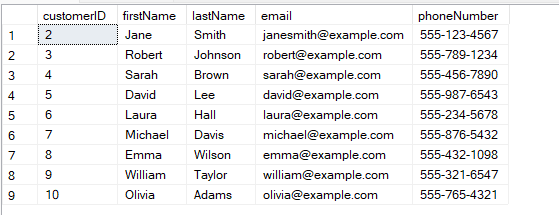 customerID firstName lastName email phoneNumber
1 2 Jane Smith janesmith@example.com 555-123-4567
2 3 Robert Johnson robert@example.com 555-789-1234
3 4 Sarah Brown sarah@example.com 555-456-7890
4 5 David Lee david@example.com 555-987-6543
5 6 Laura Hall laura@example.com 555-234-5678
6 7 Michael Davis michael@example.com 555-876-5432
7 8 Emma Wilson emma@example.com 555-432-1098
8 9 William Taylor william@example.com 555-321-6547
9 10 Olivia Adams olivia@example.com 555-765-4321